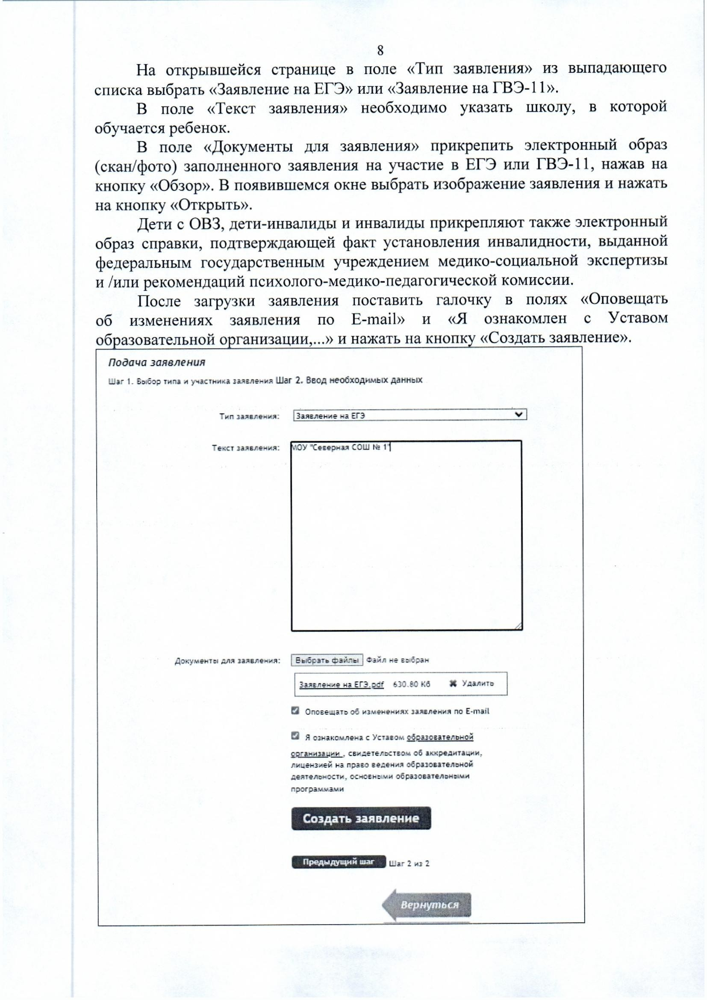 8
На открывшейся странице в поле «Тип заявления» из выпадающего
списка выбрать «Заявление на ЕГЭ» или «Заявление на ГВЭ-11».
В поле «Текст заявления» необходимо указать школу, в которой
обучается ребенок.
В поле «Документы для заявления» прикрепить электронный образ
(скан/фото) заполненного заявления на участие в ЕГЭ или ГВЭ-11, нажав на
кнопку «Обзор». В появившемся окне выбрать изображение заявления и нажать
на кнопку «Открыть».
Дети с ОВЗ, дети-инвалиды и инвалиды прикрепляют также электронный
образ справки, подтверждающей факт установления инвалидности, выданной
федеральным государственным учреждением медико-социальной экспертизы
и /или рекомендаций психолого-медико-педагогической комиссии.
После загрузки заявления поставить галочку в полях «Оповещать
об изменениях заявления по E-mail» и «Я ознакомлен с Уставом
образовательной организации,...» и нажать на кнопку «Создать заявление».
Подача заявления
Шаг 1. Выбор типа и участника заявления Шаг 2. Ввод необходимых данных
Тип заявления: Заявление на ЕГЭ
Текст заявления: МОУ "Северная СОШ № 1"
Документы для заявления: Выбрать файлы Файл не выбран
Заявление на ЕГЭ.pdf 630.80 Кб ✖ Удалить
Оповещать об изменениях заявления по E-mail
Я ознакомлена с Уставом образовательной
организации , свидетельством об аккредитации,
лицензией на право ведения образовательной
деятельности, основными образовательными
программами
Создать заявление
Предыдущий шаг Шаг 2 из 2
Вернуться